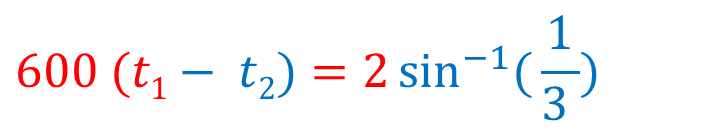 600 (t₁ − t₂) = 2 sin⁻¹(1/3)